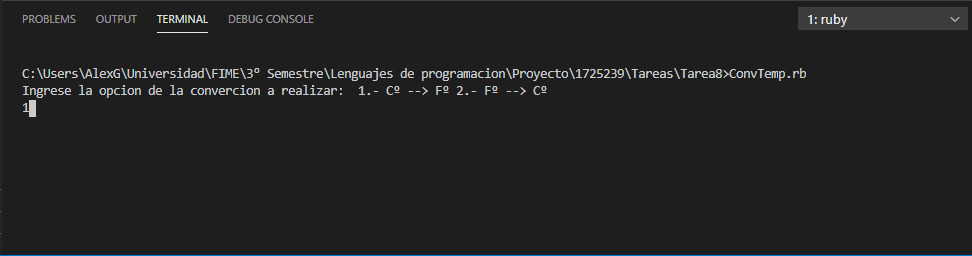 PROBLEMS OUTPUT TERMINAL DEBUG CONSOLE 1: ruby
C:\Users\AlexG\Universidad\FIME\3º Semestre\Lenguajes de programacion\Proyecto\1725239\Tareas\Tarea8>ConvTemp.rb
Ingrese la opcion de la convercion a realizar:  1.- Cº --> Fº 2.- Fº --> Cº
1